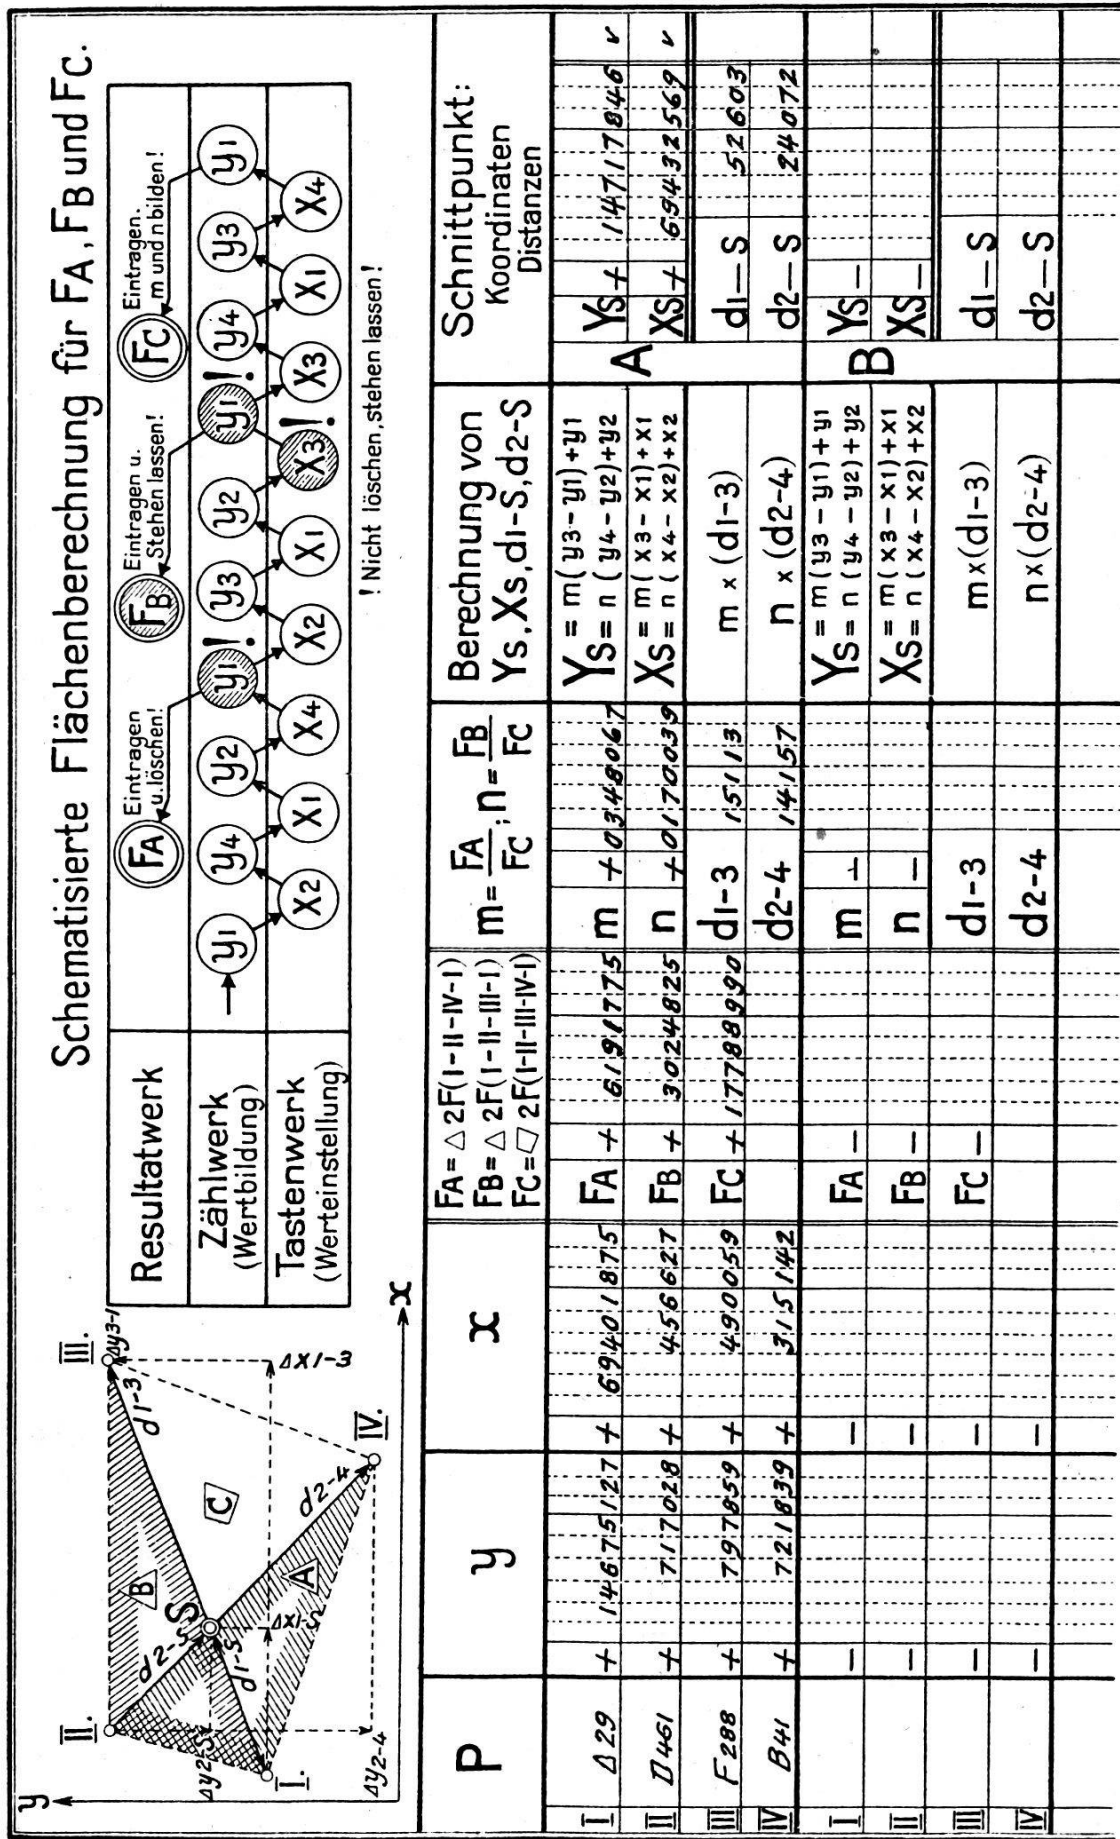 Schematisierte Flächenberechnung für FA, FB und FC.
y
II.
III.
Δy3-1
d1-3
B
C
S
d2-S
d2-4
A
d1-S
ΔX1-S
ΔX1-3
Δy2-S
Δy2-4
I.
IV.
x
Resultatwerk
FA
Eintragen u. löschen!
FB
Eintragen u. Stehen lassen!
FC
Eintragen. m und n bilden!
Zählwerk (Wertbildung)
y1 y4 y2 y1 ! y3 y2 y1 ! y4 y3 y1
Tastenwerk (Werteinstellung)
X2 X1 X4 X2 X1 X3 ! X3 X1 X4
! Nicht löschen, stehen lassen!
P
y
x
FA = △ 2F (I-II-IV-I)
FB = △ 2F (I-II-III-I)
FC = ▱ 2F (I-II-III-IV-I)
m = FA/FC ; n = FB/FC
Berechnung von
Ys, Xs, d1-S, d2-S
Schnittpunkt:
Koordinaten
Distanzen
I Δ29 + 14675127 + 69401875 FA + 6191775 m + 0348067 Ys = m (y3 - y1) + y1 Ys + 14717846 v
Ys = n (y4 - y2) + y2
A
II D461 + 717028 + 456627 FB + 3024825 n + 0170039 Xs = m (x3 - x1) + x1 Xs + 69432569 v
Xs = n (x4 - x2) + x2
III F288 + 797859 + 490059 FC + 17788990 d1-3 15113 m × (d1-3) d1—S 52603
IV B41 + 721839 + 315142 d2-4 14157 n × (d2-4) d2—S 24072
I — — FA — m — Ys = m (y3 - y1) + y1 Ys —
Ys = n (y4 - y2) + y2
B
II — — FB — n — Xs = m (x3 - x1) + x1 Xs —
Xs = n (x4 - x2) + x2
III — — FC — d1-3 m × (d1-3) d1—S
IV — — d2-4 n × (d2-4) d2—S